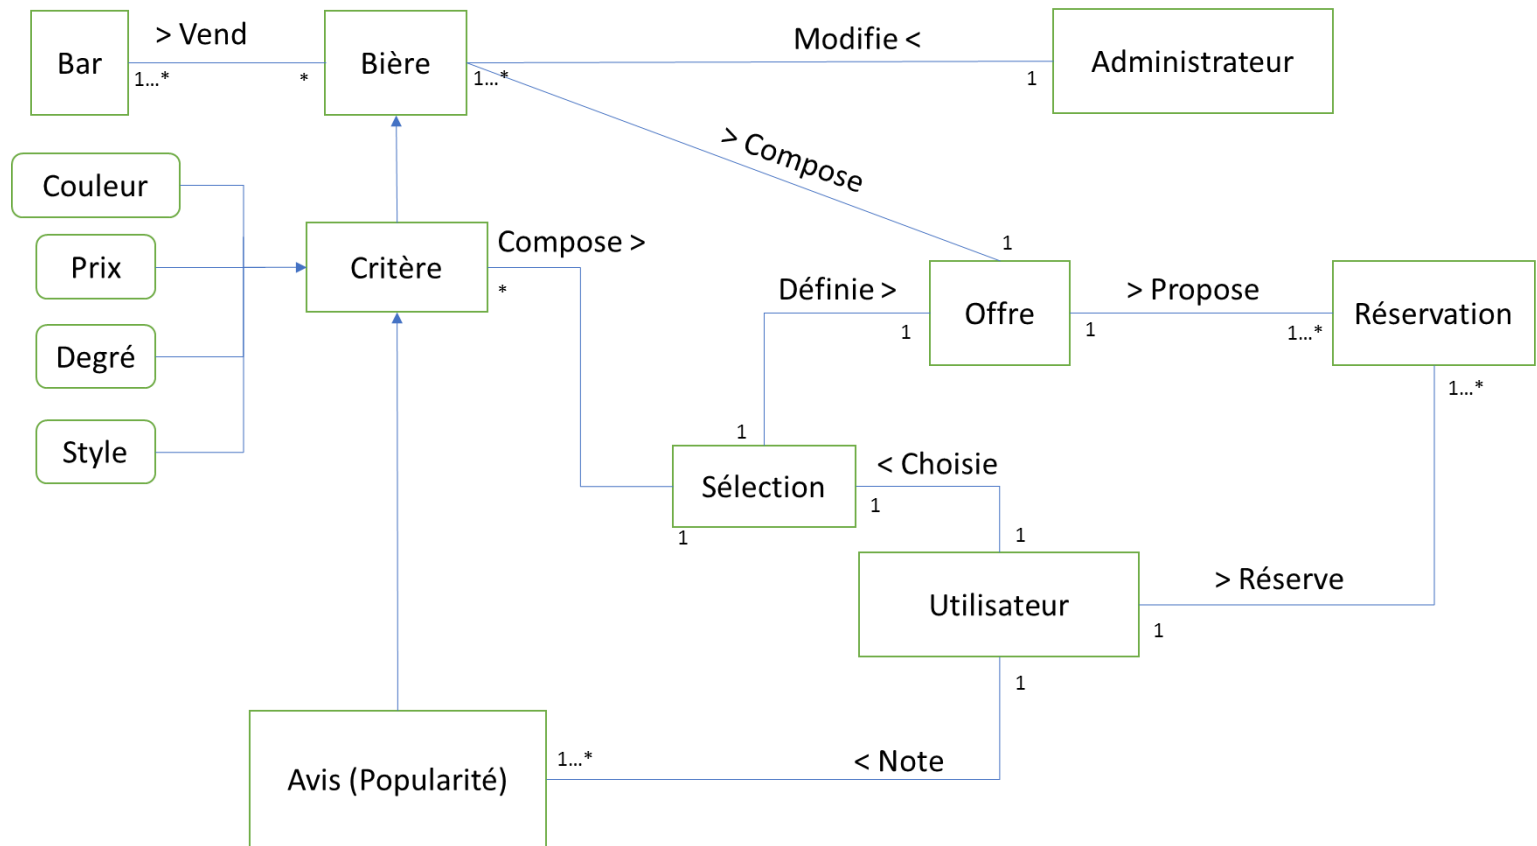 Bar
> Vend
1...*
*
Bière
1...*
Modifie <
1
Administrateur
> Compose
1
Couleur
Prix
Degré
Style
Critère
Compose >
*
Définie >
1
1
Offre
> Propose
1
1...*
Réservation
1...*
Sélection
1
< Choisie
1
1
Utilisateur
> Réserve
1
1
Avis (Popularité)
1...*
< Note